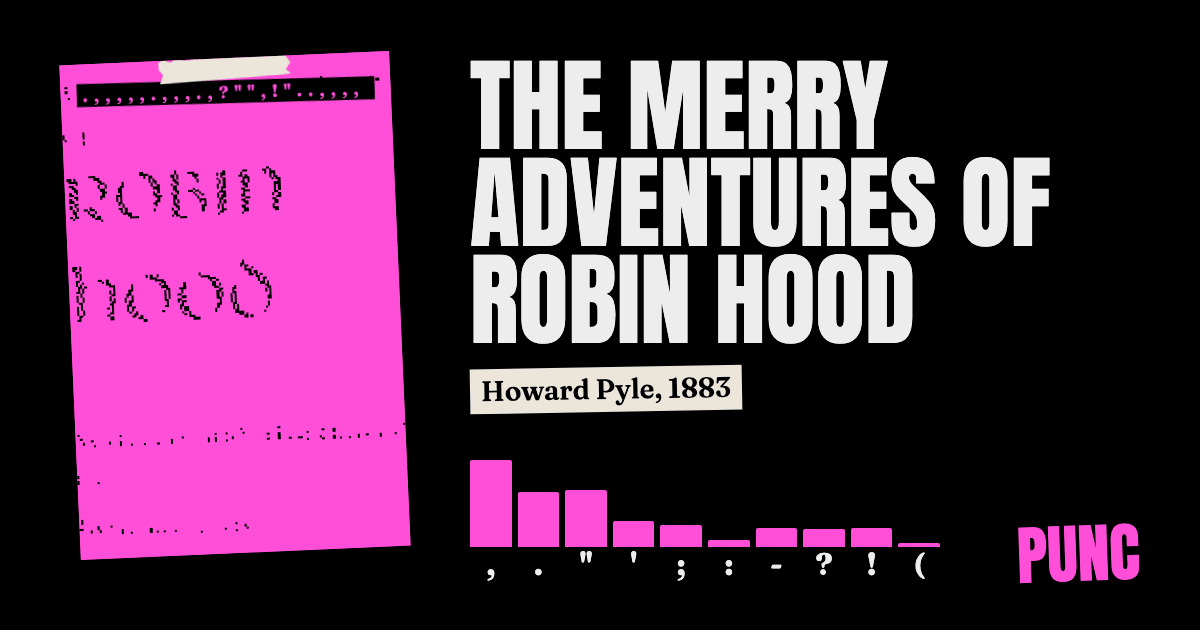 .,,,,,.,,,.,?"",!"..,,,,
ROBIN
hOOD
THE MERRY
ADVENTURES OF
ROBIN HOOD
Howard Pyle, 1883
, . " ' ; : - ? ! (
PUNC